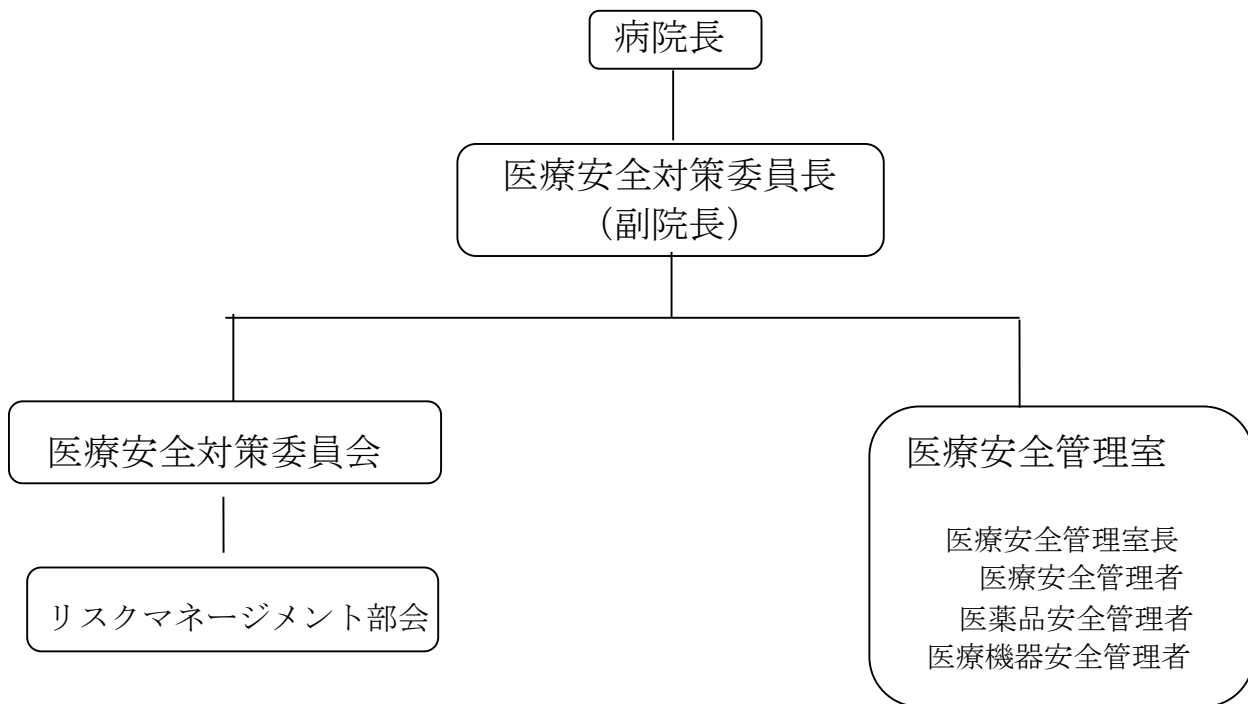 病院長
医療安全対策委員長
（副院長）
医療安全対策委員会
リスクマネージメント部会
医療安全管理室
医療安全管理室長
医療安全管理者
医薬品安全管理者
医療機器安全管理者